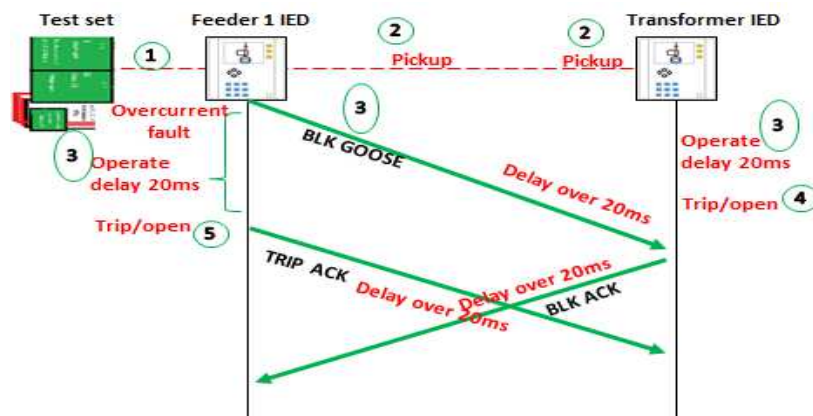 Test set
Feeder 1 IED
Transformer IED
1
2
Pickup
2
Pickup
Overcurrent
fault
3
BLK GOOSE
3
Operate
delay 20ms
Delay over 20ms
Operate
delay 20ms
3
Trip/open
4
Trip/open
5
TRIP ACK
Delay over 20ms
Delay over 20ms
BLK ACK